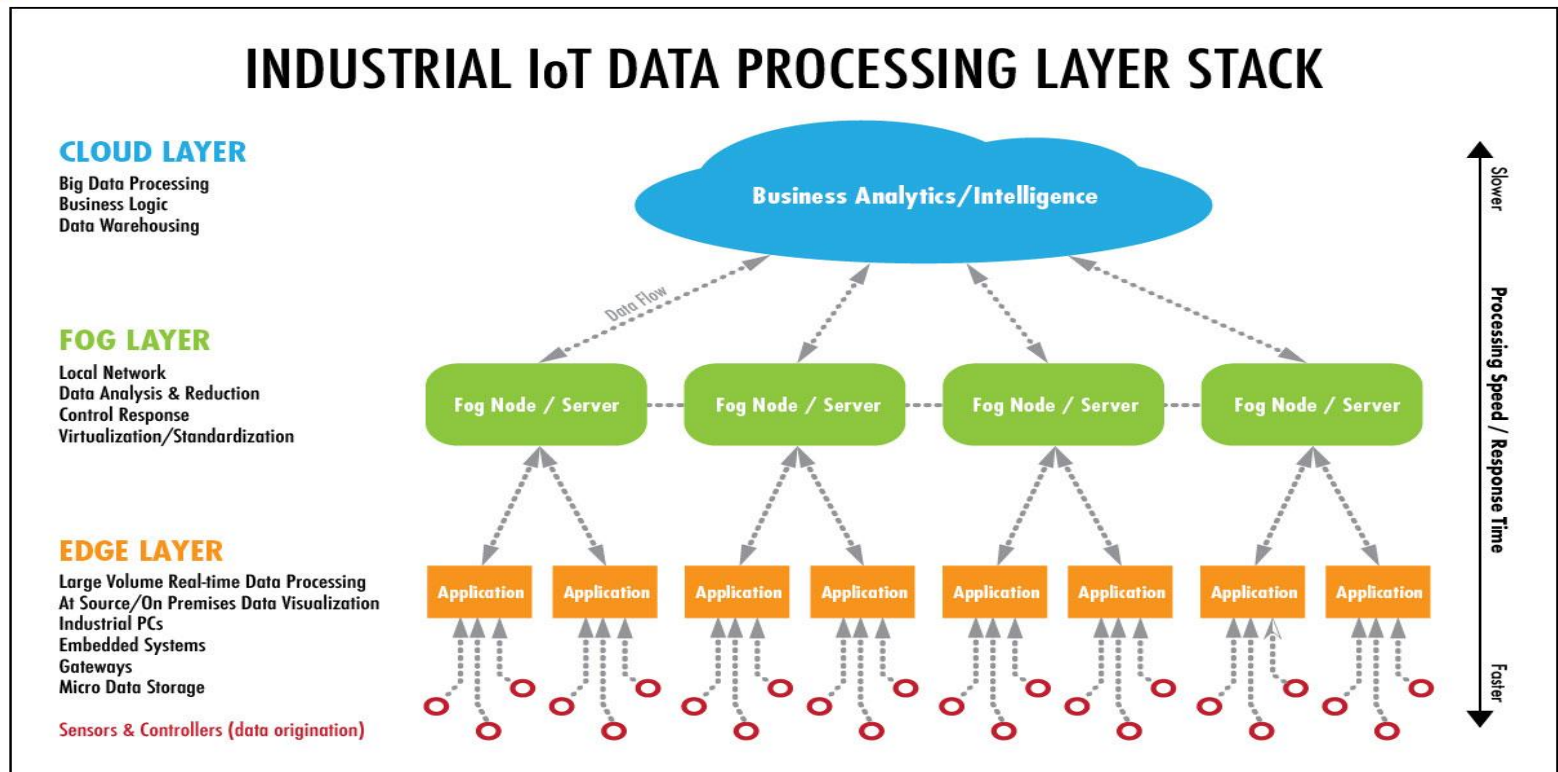 INDUSTRIAL IoT DATA PROCESSING LAYER STACK
CLOUD LAYER
Big Data Processing
Business Logic
Data Warehousing
Business Analytics/Intelligence
Data Flow
FOG LAYER
Local Network
Data Analysis & Reduction
Control Response
Virtualization/Standardization
Fog Node / Server
Fog Node / Server
Fog Node / Server
Fog Node / Server
EDGE LAYER
Large Volume Real-time Data Processing
At Source/On Premises Data Visualization
Industrial PCs
Embedded Systems
Gateways
Micro Data Storage
Application
Application
Application
Application
Application
Application
Application
Application
Sensors & Controllers (data origination)
Slower
Processing Speed / Response Time
Faster